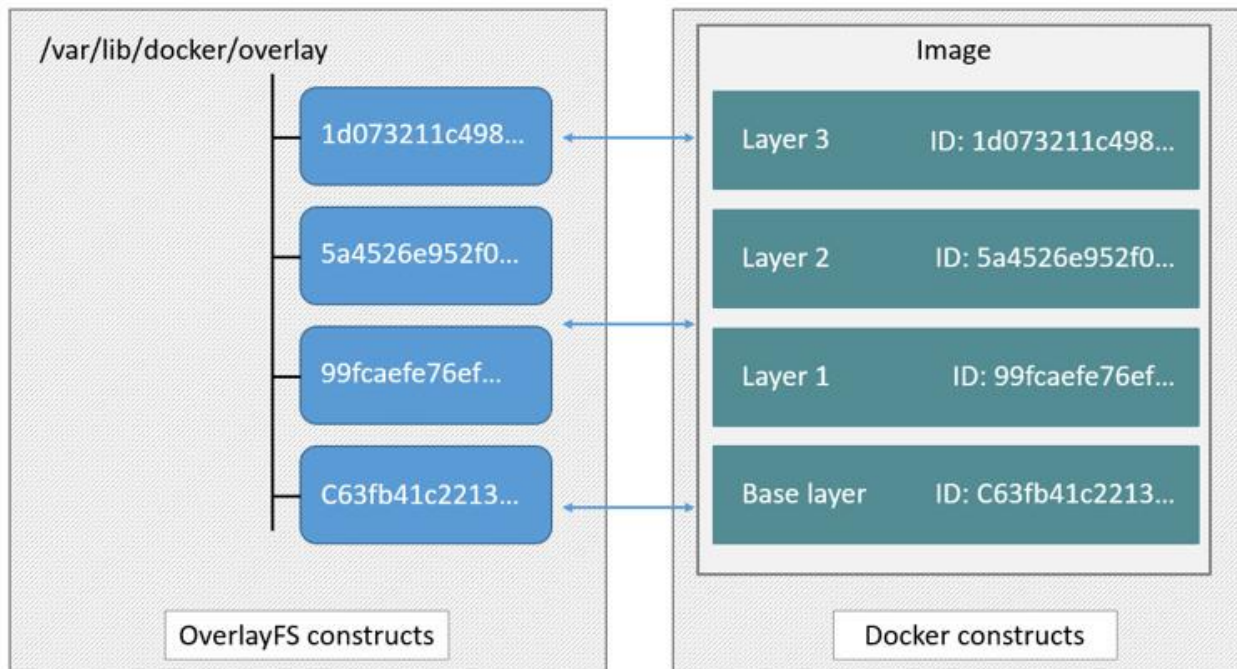 /var/lib/docker/overlay
1d073211c498...
5a4526e952f0...
99fcaefe76ef...
C63fb41c2213...
OverlayFS constructs
Image
Layer 3 ID: 1d073211c498...
Layer 2 ID: 5a4526e952f0...
Layer 1 ID: 99fcaefe76ef...
Base layer ID: C63fb41c2213...
Docker constructs